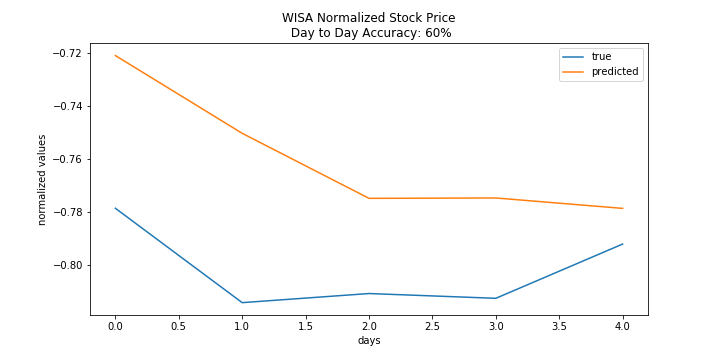 WISA Normalized Stock Price
Day to Day Accuracy: 60%
true
predicted
normalized values
−0.72
−0.74
−0.76
−0.78
−0.80
0.0 0.5 1.0 1.5 2.0 2.5 3.0 3.5 4.0
days